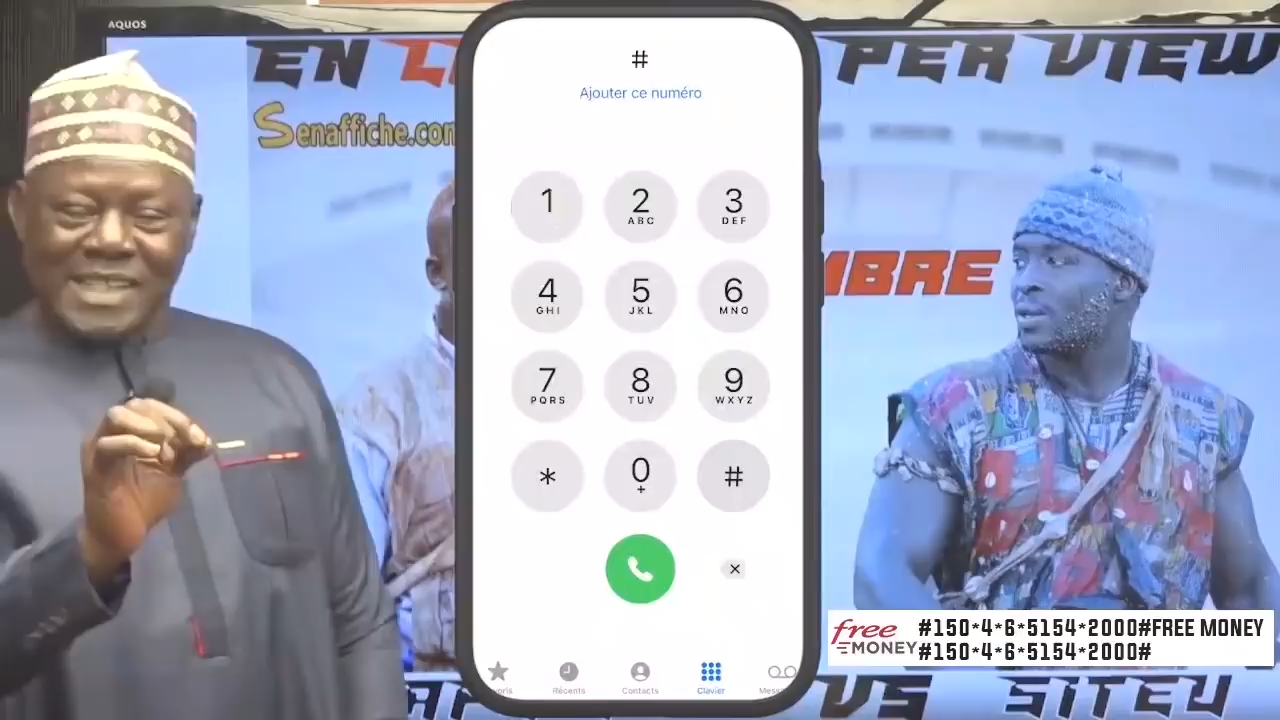 AQUOS
EN
PER VIEW
Senaffiche.com
#
Ajouter ce numéro
1
2
ABC
3
DEF
4
GHI
5
JKL
6
MNO
7
PQRS
8
TUV
9
WXYZ
*
0
+
#
MBRE
free
MONEY
#150*4*6*5154*2000#FREE MONEY
#150*4*6*5154*2000#
Récents
Contacts
Clavier
VS
SITEU